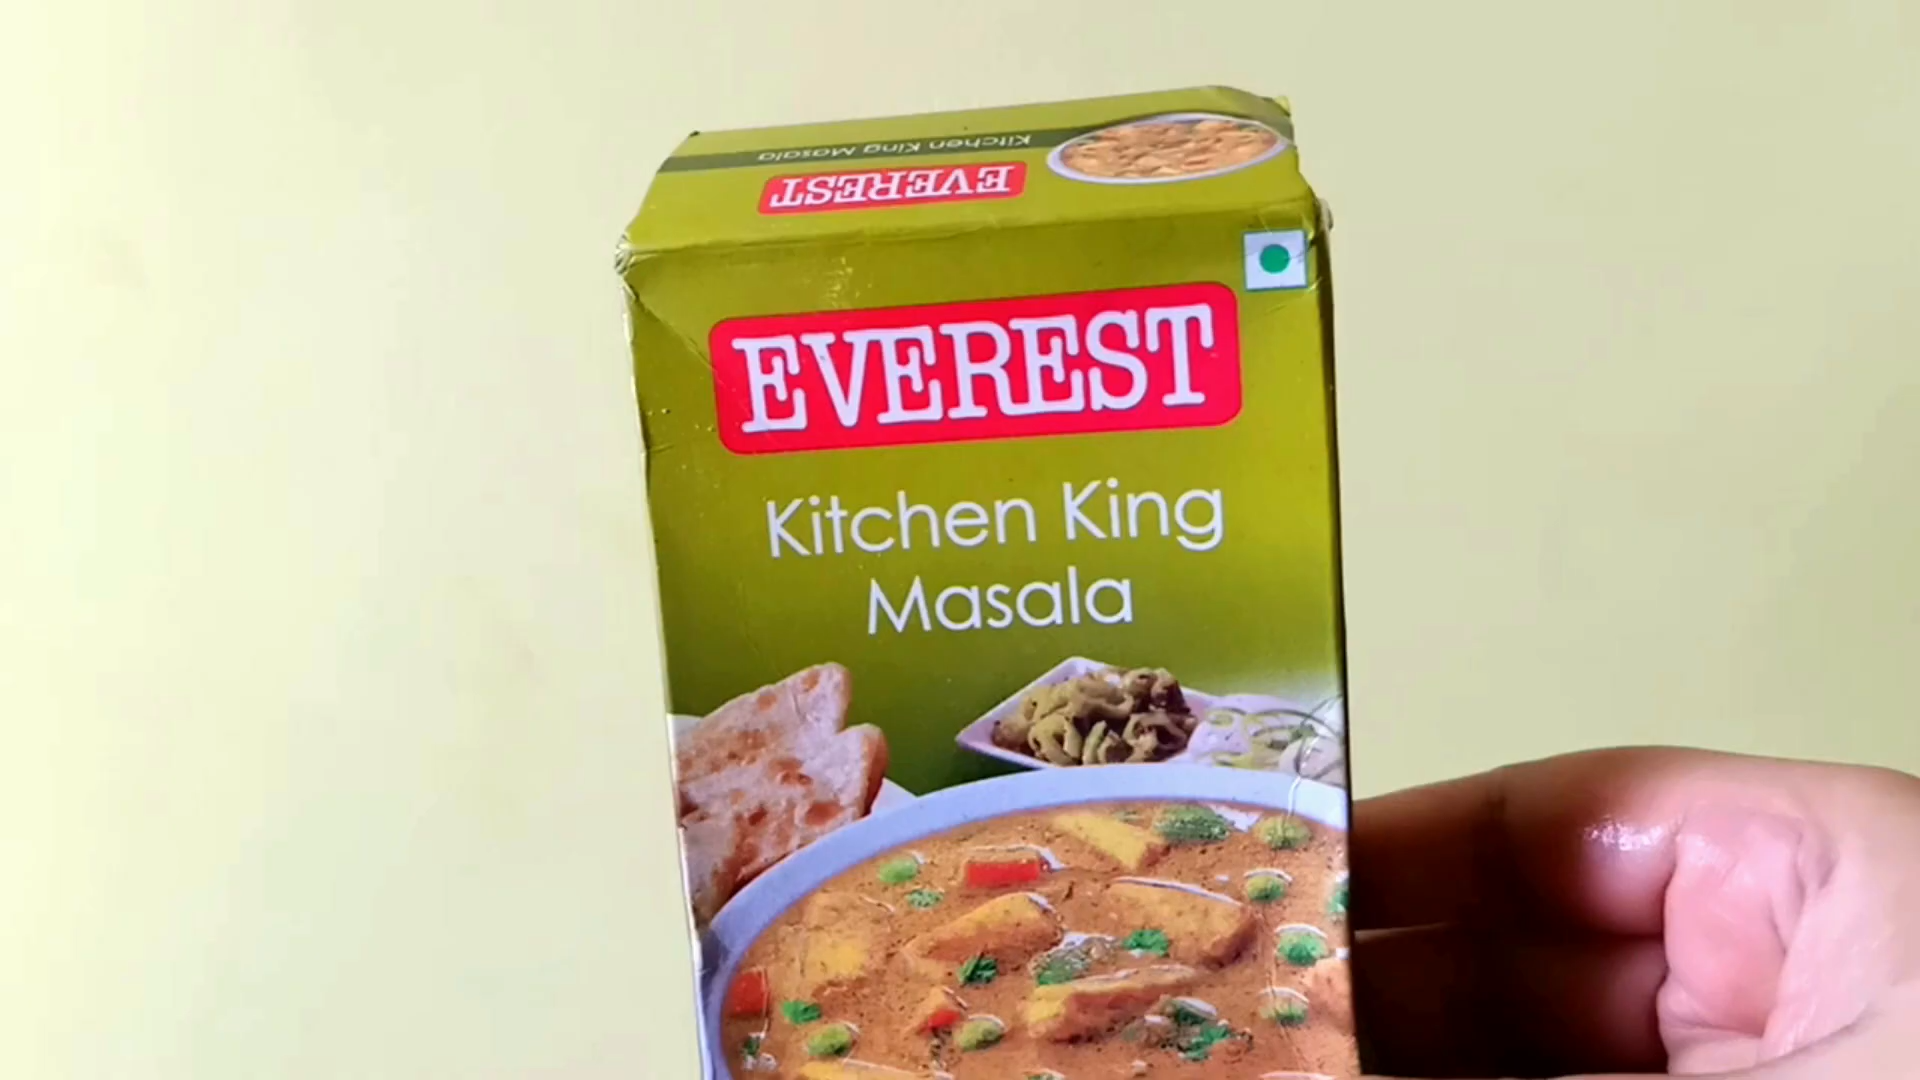 Kitchen King Masala
EVEREST
EVEREST
Kitchen King
Masala